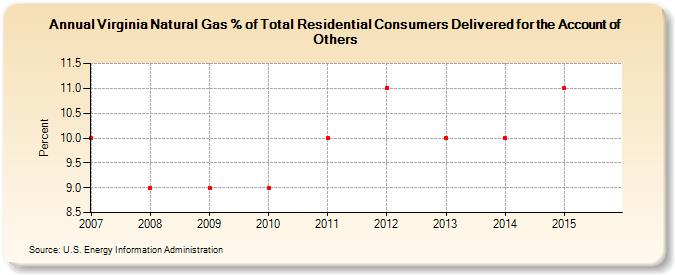 Annual Virginia Natural Gas % of Total Residential Consumers Delivered for the Account of
Others
Percent
11.5
11.0
10.5
10.0
9.5
9.0
8.5
2007 2008 2009 2010 2011 2012 2013 2014 2015
Source: U.S. Energy Information Administration